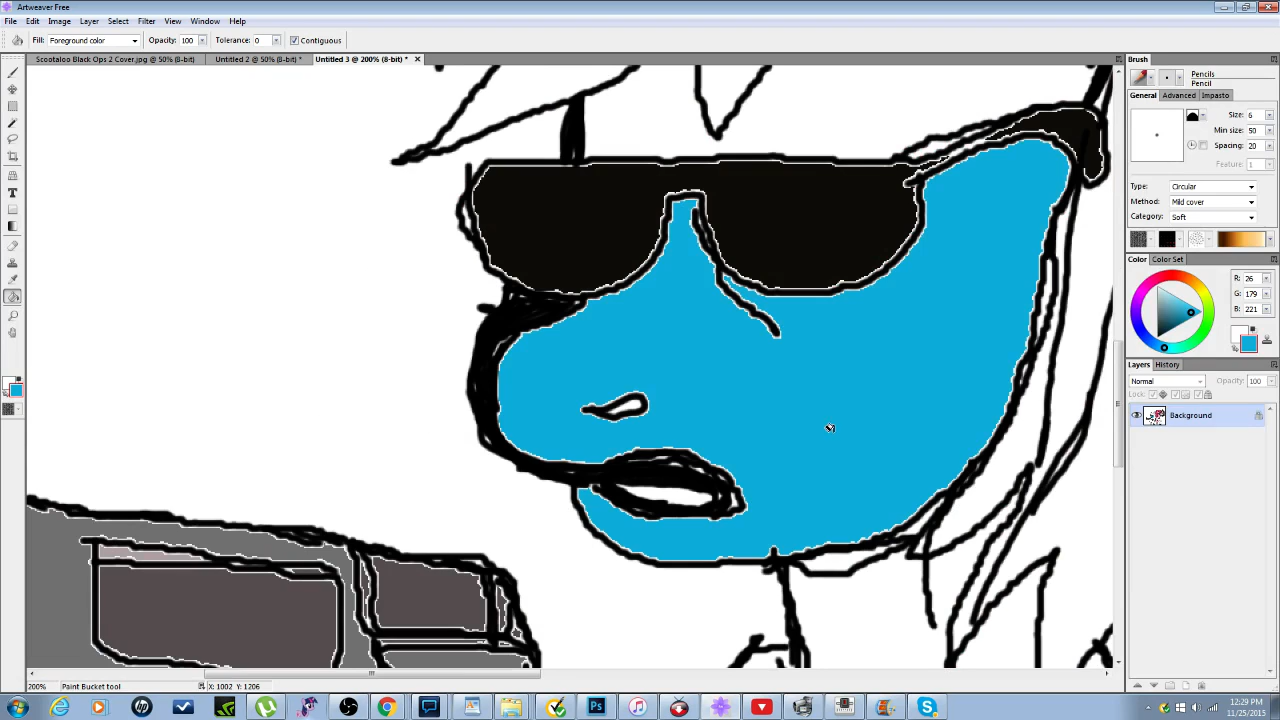 Artweaver Free
File Edit Image Layer Select Filter View Window Help
Fill: Foreground color Opacity: 100 Tolerance: 0 Contiguous
Scootaloo Black Ops 2 Cover.jpg @ 50% (8-bit) Untitled 2 @ 50% (8-bit) * Untitled 3 @ 200% (8-bit) *
Brush
Pencils
Pencil
General Advanced Impasto
Size: 6
Min size: 50
Spacing: 20
Feature: 1
Type: Circular
Method: Mild cover
Category: Soft
Color Color Set
R: 26
G: 179
B: 221
Layers History
Normal Opacity: 100
Lock:
Background
200% Paint Bucket tool X: 1002 Y: 1206
12:29 PM
11/25/2015